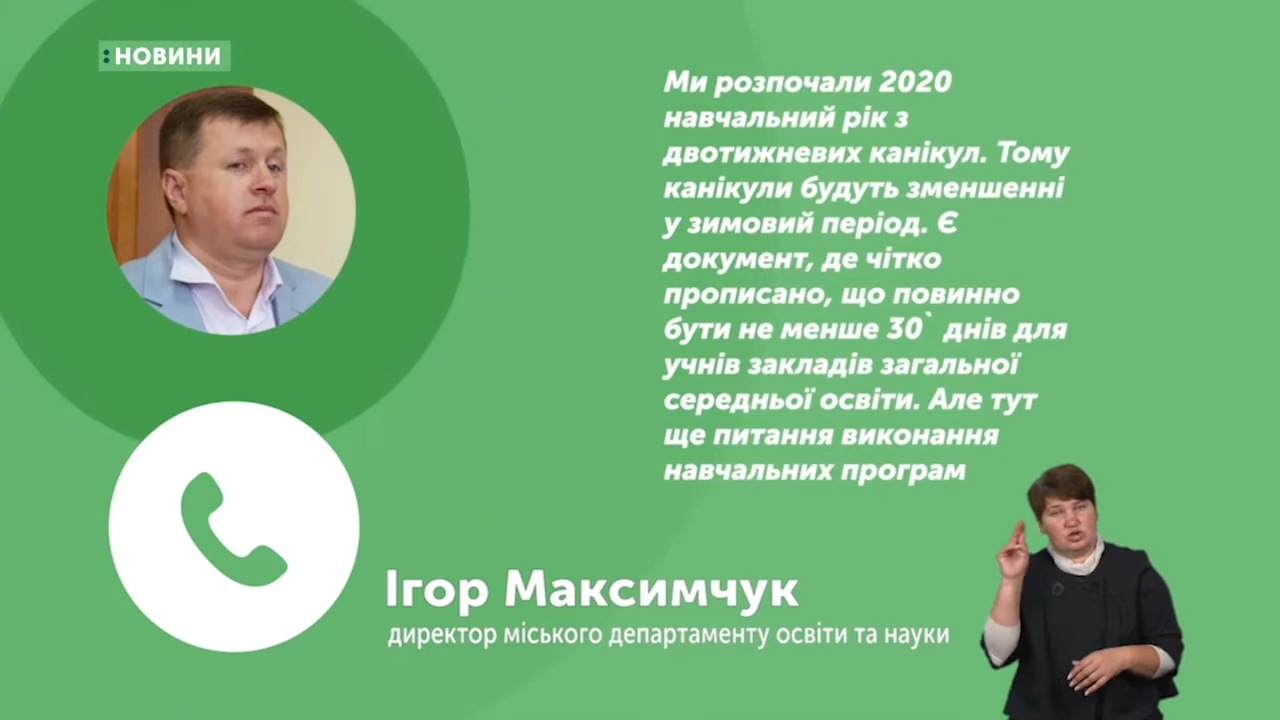 :НОВИНИ
Ми розпочали 2020
навчальний рік з
двотижневих канікул. Тому
канікули будуть зменшенні
у зимовий період. Є
документ, де чітко
прописано, що повинно
бути не менше 30` днів для
учнів закладів загальної
середньої освіти. Але тут
ще питання виконання
навчальних програм
Ігор Максимчук
директор міського департаменту освіти та науки